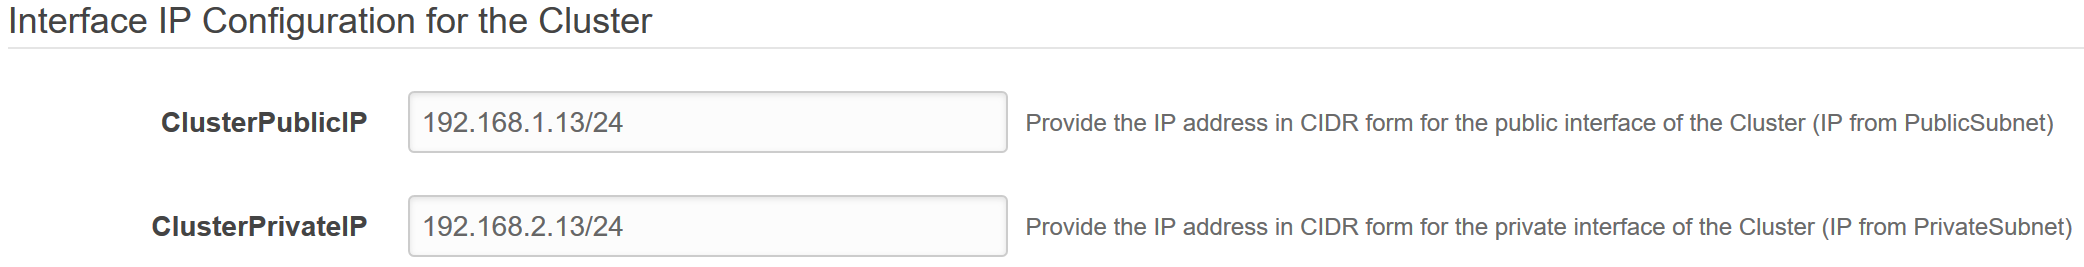 Interface IP Configuration for the Cluster
ClusterPublicIP 192.168.1.13/24 Provide the IP address in CIDR form for the public interface of the Cluster (IP from PublicSubnet)
ClusterPrivateIP 192.168.2.13/24 Provide the IP address in CIDR form for the private interface of the Cluster (IP from PrivateSubnet)